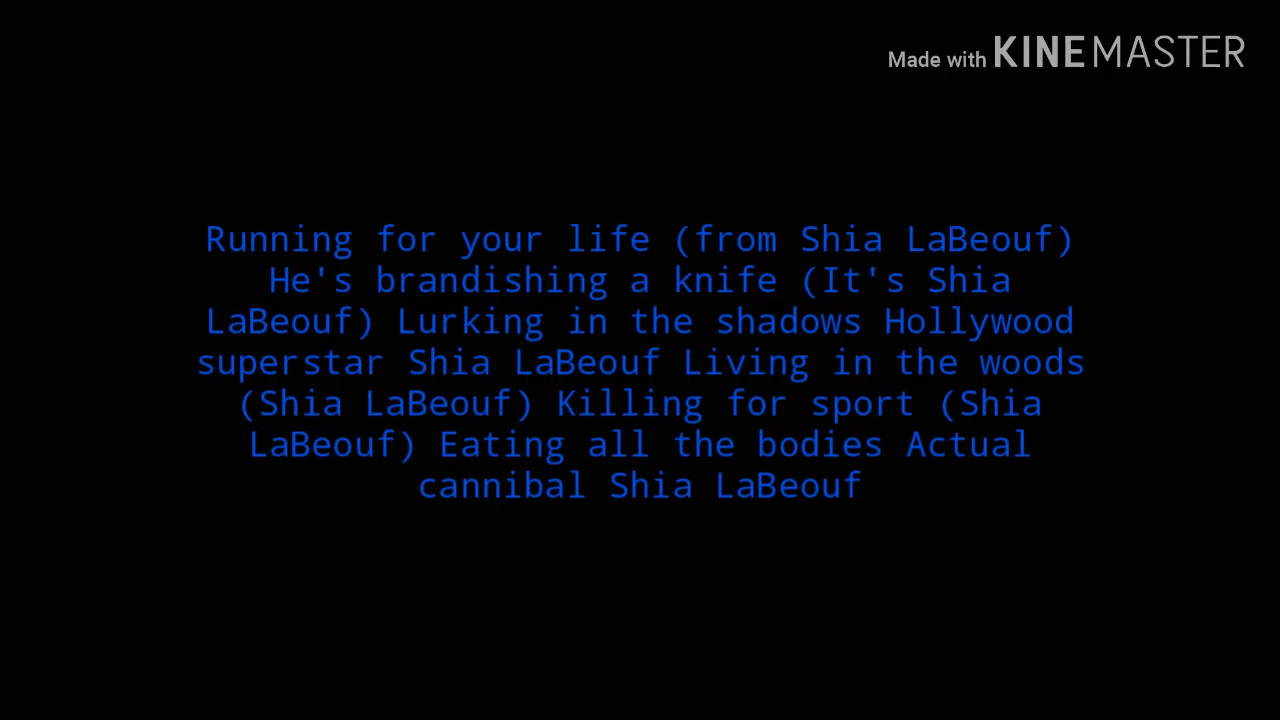 Made with KINEMASTER
Running for your life (from Shia LaBeouf)
He's brandishing a knife (It's Shia
LaBeouf) Lurking in the shadows Hollywood
superstar Shia LaBeouf Living in the woods
(Shia LaBeouf) Killing for sport (Shia
LaBeouf) Eating all the bodies Actual
cannibal Shia LaBeouf